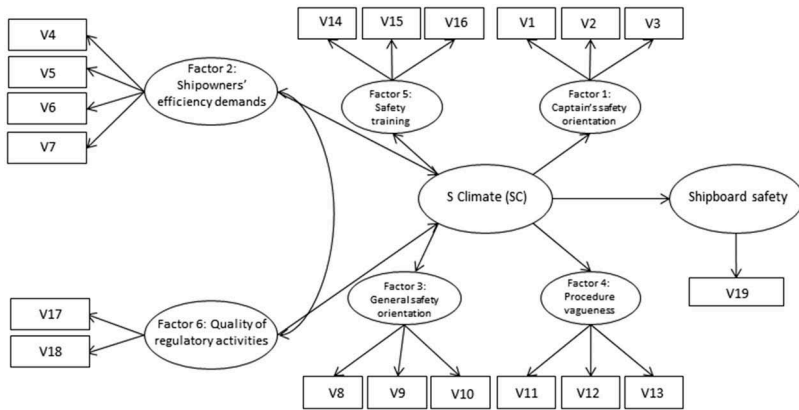 V14
V15
V16
V1
V2
V3
V4
V5
V6
V7
Factor 2:
Shipowners'
efficiency demands
Factor 5:
Safety
training
Factor 1:
Captain's safety
orientation
S Climate (SC)
Shipboard safety
V19
Factor 3:
General safety
orientation
Factor 4:
Procedure
vagueness
V17
V18
Factor 6: Quality of
regulatory activities
V8
V9
V10
V11
V12
V13